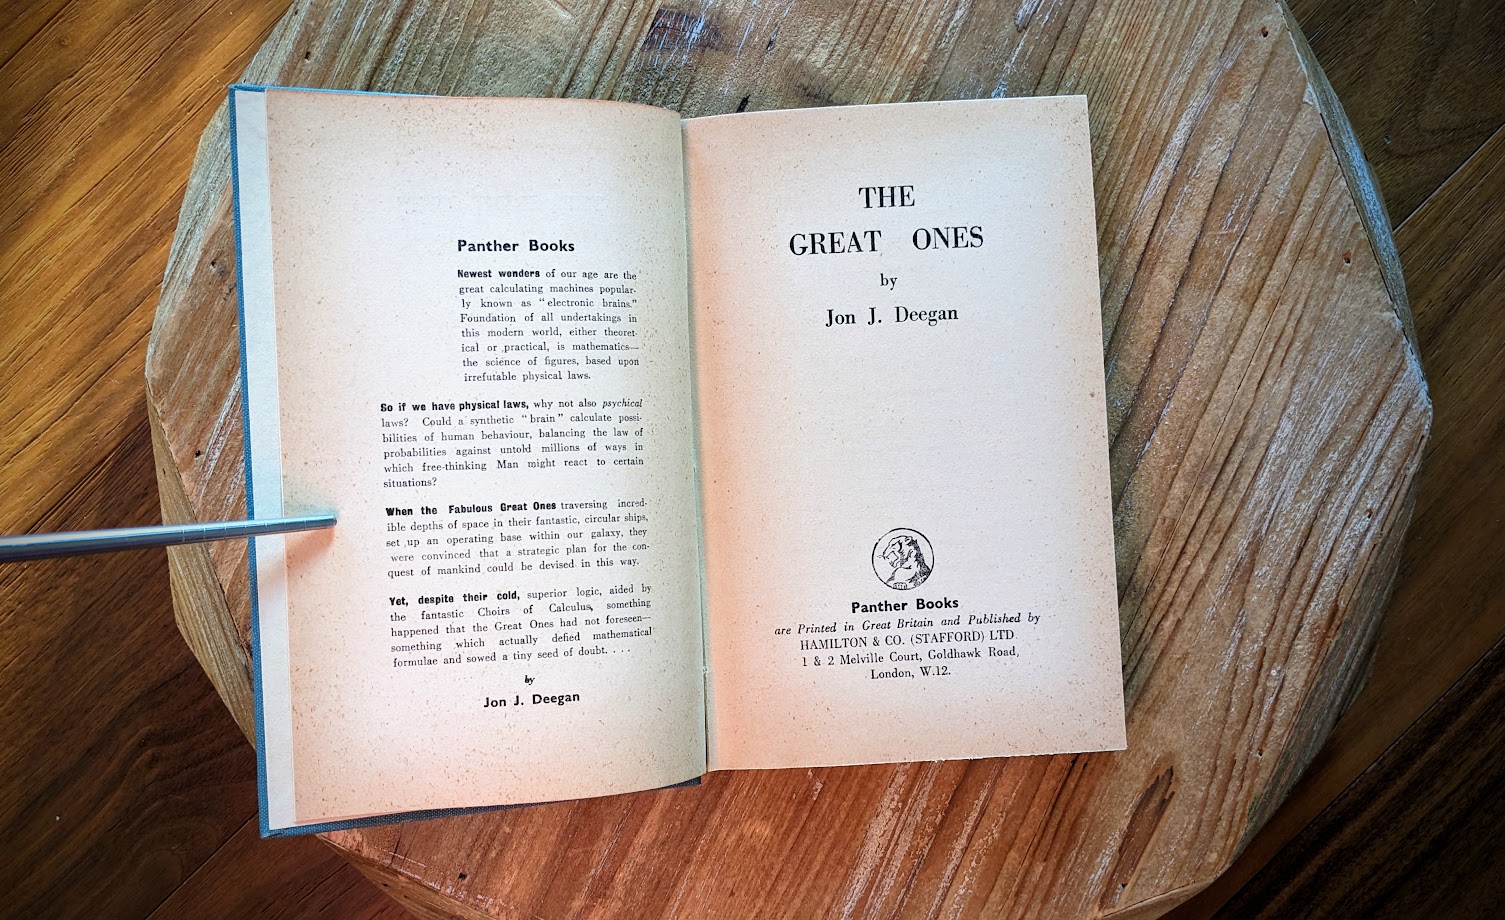 Panther Books
Newest wonders of our age are the
great calculating machines popular-
ly known as "electronic brains."
Foundation of all undertakings in
this modern world, either theoret-
ical or practical, is mathematics—
the science of figures, based upon
irrefutable physical laws.
So if we have physical laws, why not also psychical
laws? Could a synthetic "brain" calculate possi-
bilities of human behaviour, balancing the law of
probabilities against untold millions of ways in
which free-thinking Man might react to certain
situations?
When the Fabulous Great Ones traversing incred-
ible depths of space in their fantastic, circular ships,
set up an operating base within our galaxy, they
were convinced that a strategic plan for the con-
quest of mankind could be devised in this way.
Yet, despite their cold, superior logic, aided by
the fantastic Choirs of Calculus, something
happened that the Great Ones had not foreseen—
something which actually defied mathematical
formulae and sowed a tiny seed of doubt. . . .
by
Jon J. Deegan
THE
GREAT ONES
by
Jon J. Deegan
Panther Books
are Printed in Great Britain and Published by
HAMILTON & CO. (STAFFORD) LTD.
1 & 2 Melville Court, Goldhawk Road,
London, W.12.